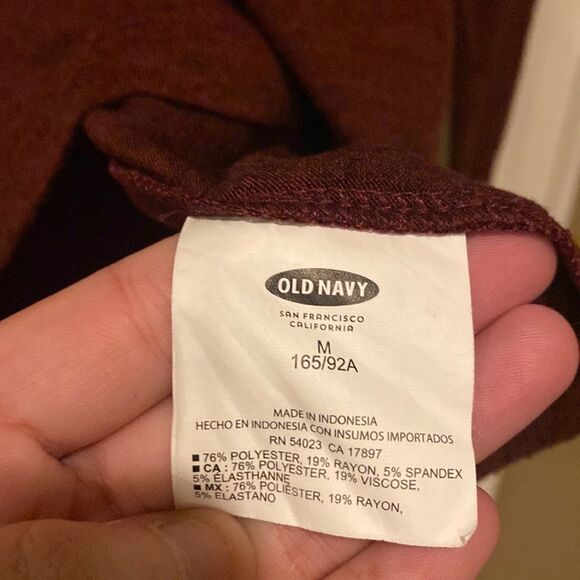 OLD NAVY
SAN FRANCISCO
CALIFORNIA
M
165/92A
MADE IN INDONESIA
HECHO EN INDONESIA CON INSUMOS IMPORTADOS
RN 54023 CA 17897
■ 76% POLYESTER, 19% RAYON, 5% SPANDEX
■ CA : 76% POLYESTER, 19% VISCOSE,
5% ÉLASTHANNE
■ MX : 76% POLIÉSTER, 19% RAYON,
5% ELASTANO